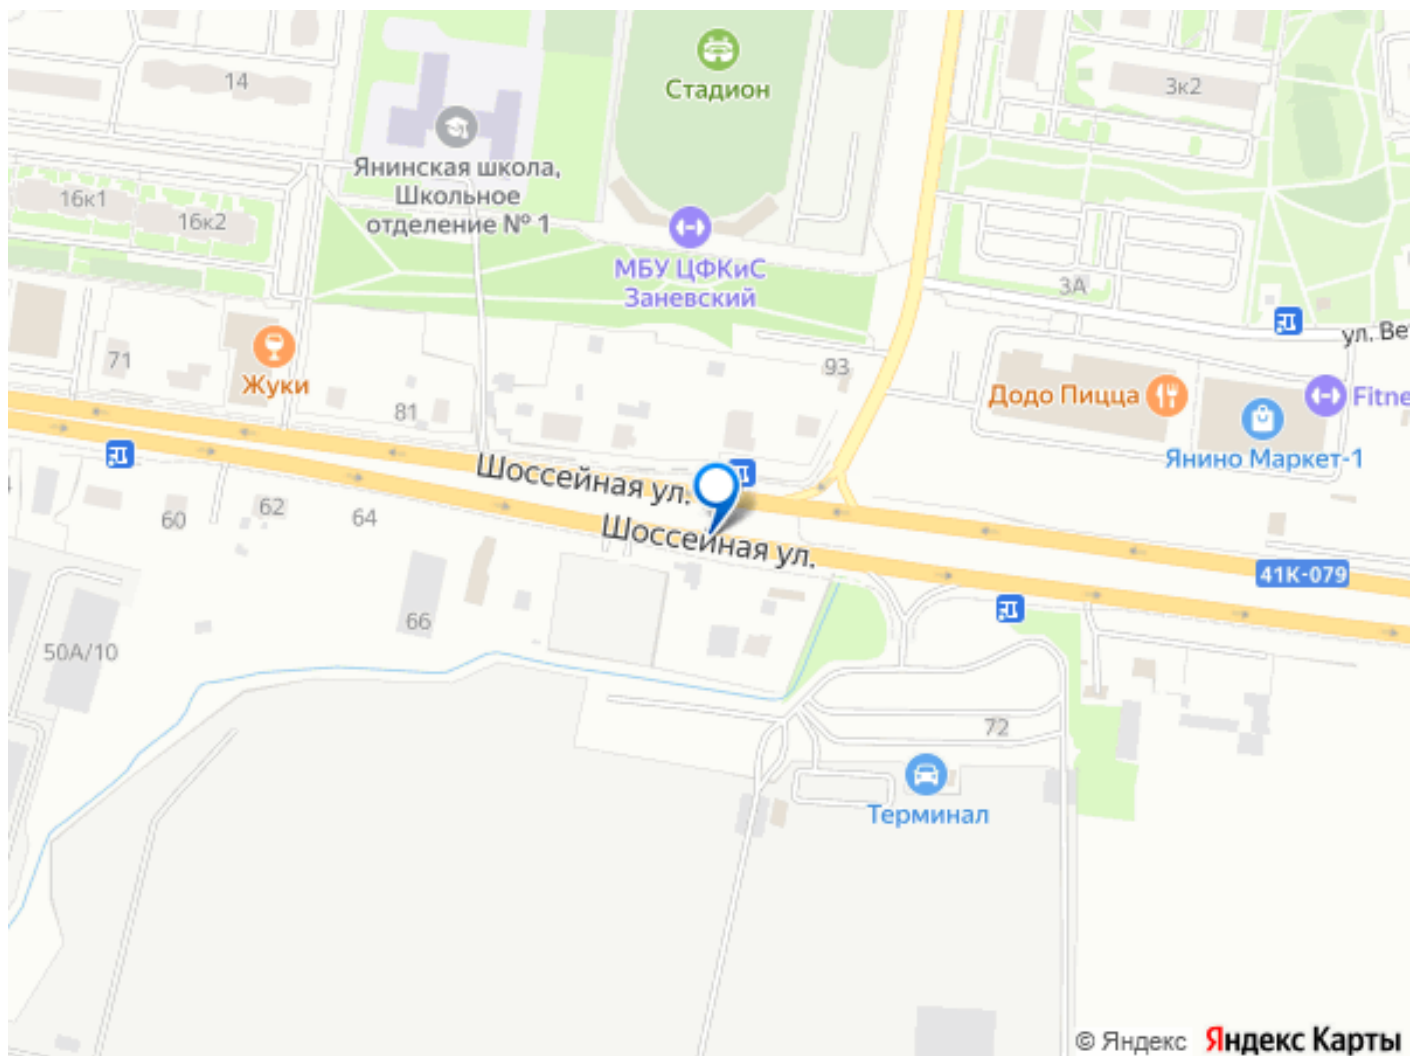 Стадион
14
3к2
Янинская школа,
Школьное
отделение № 1
16к1
16к2
МБУ ЦФКиС
Заневский
3А
ул. Ве
71
Жуки
93
81
Додо Пицца
Fitne
Янино Маркет-1
Шоссейная ул.
62
60
64
Шоссейная ул.
41К-079
66
50А/10
72
Терминал
© Яндекс Яндекс Карты